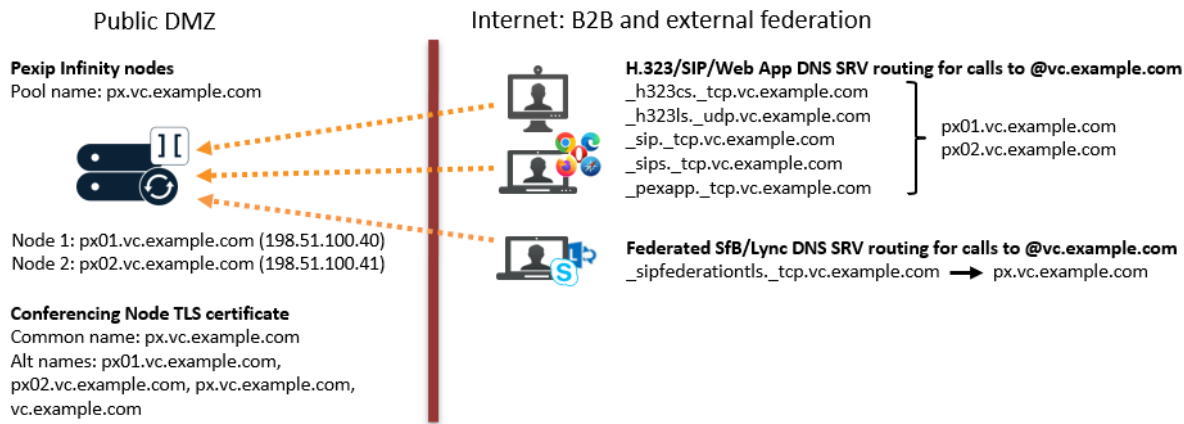 Public DMZ
Internet: B2B and external federation
Pexip Infinity nodes
Pool name: px.vc.example.com
][
Node 1: px01.vc.example.com (198.51.100.40)
Node 2: px02.vc.example.com (198.51.100.41)
Conferencing Node TLS certificate
Common name: px.vc.example.com
Alt names: px01.vc.example.com,
px02.vc.example.com, px.vc.example.com,
vc.example.com
H.323/SIP/Web App DNS SRV routing for calls to @vc.example.com
_h323cs._tcp.vc.example.com
_h323ls._udp.vc.example.com
_sip._tcp.vc.example.com
_sips._tcp.vc.example.com
_pexapp._tcp.vc.example.com
px01.vc.example.com
px02.vc.example.com
L
S
Federated SfB/Lync DNS SRV routing for calls to @vc.example.com
_sipfederationtls._tcp.vc.example.com → px.vc.example.com